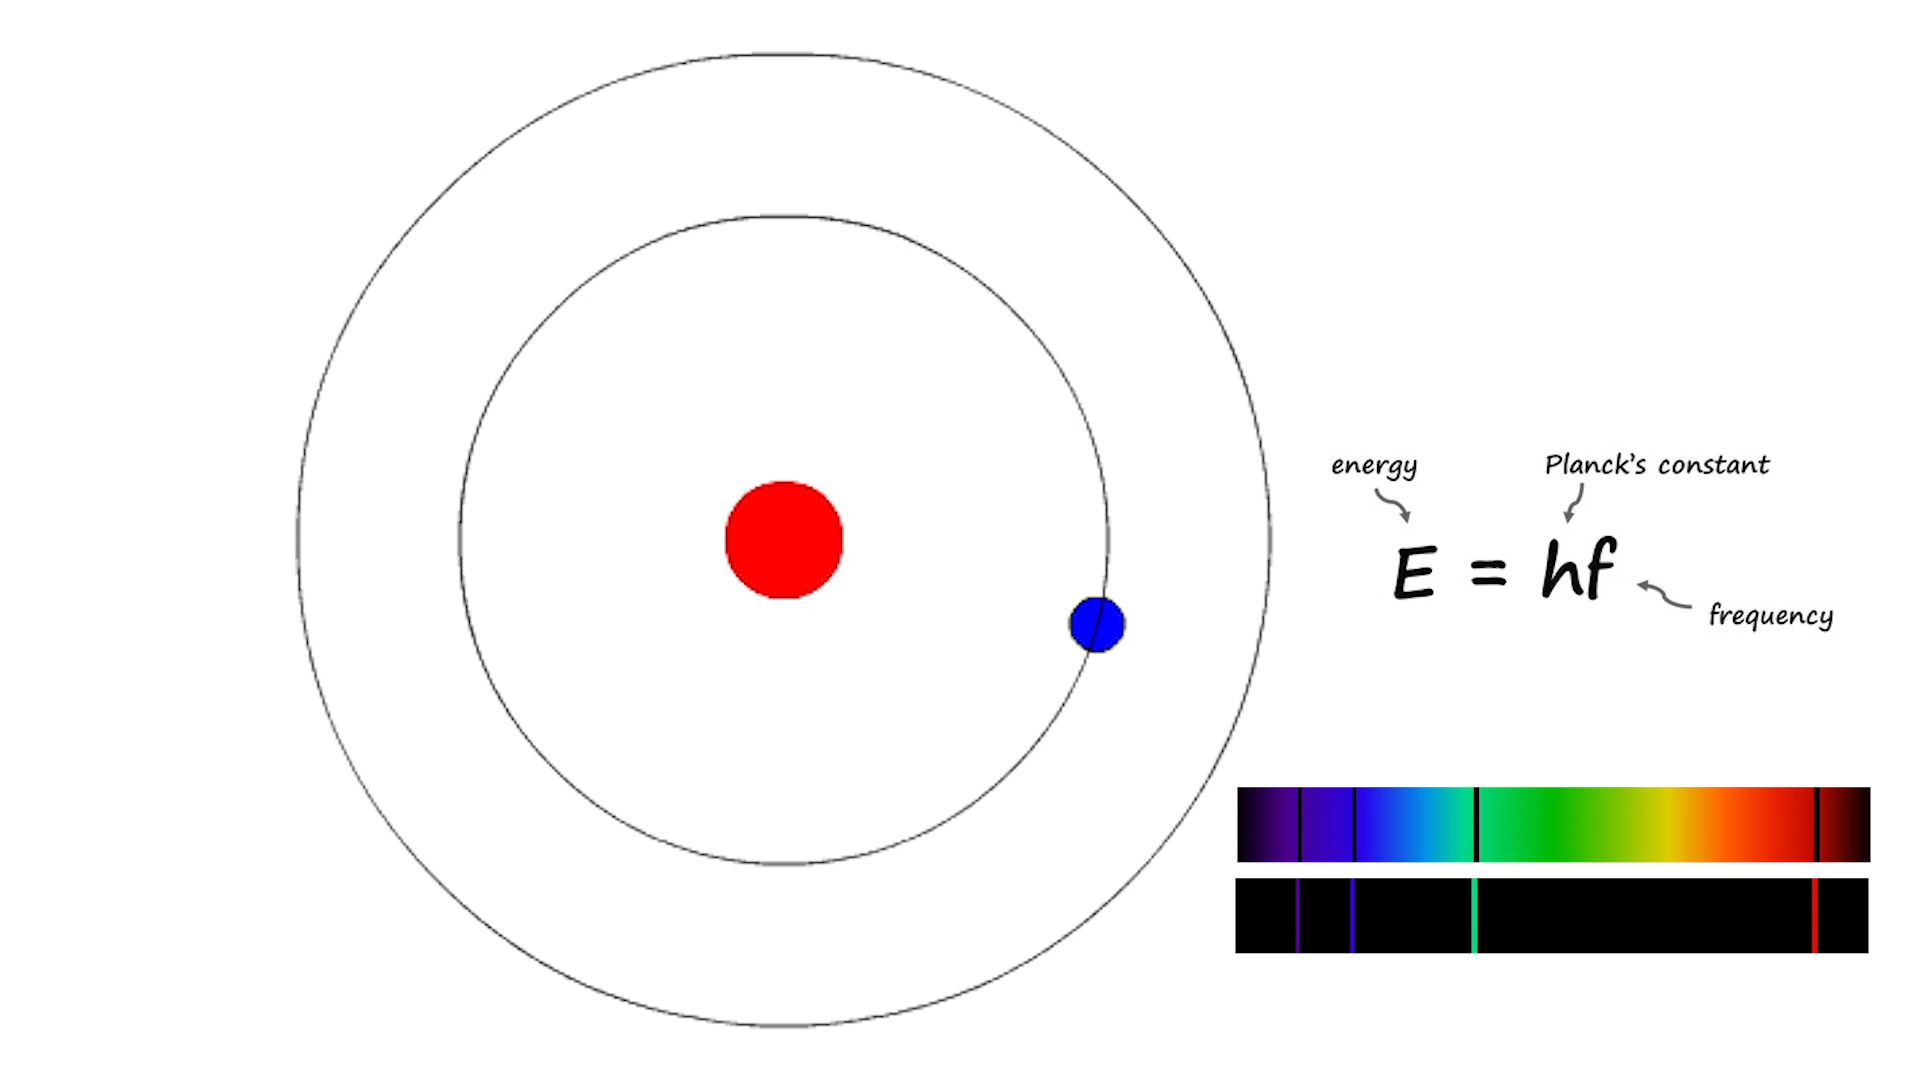 energy
Planck's constant
E = hf
frequency